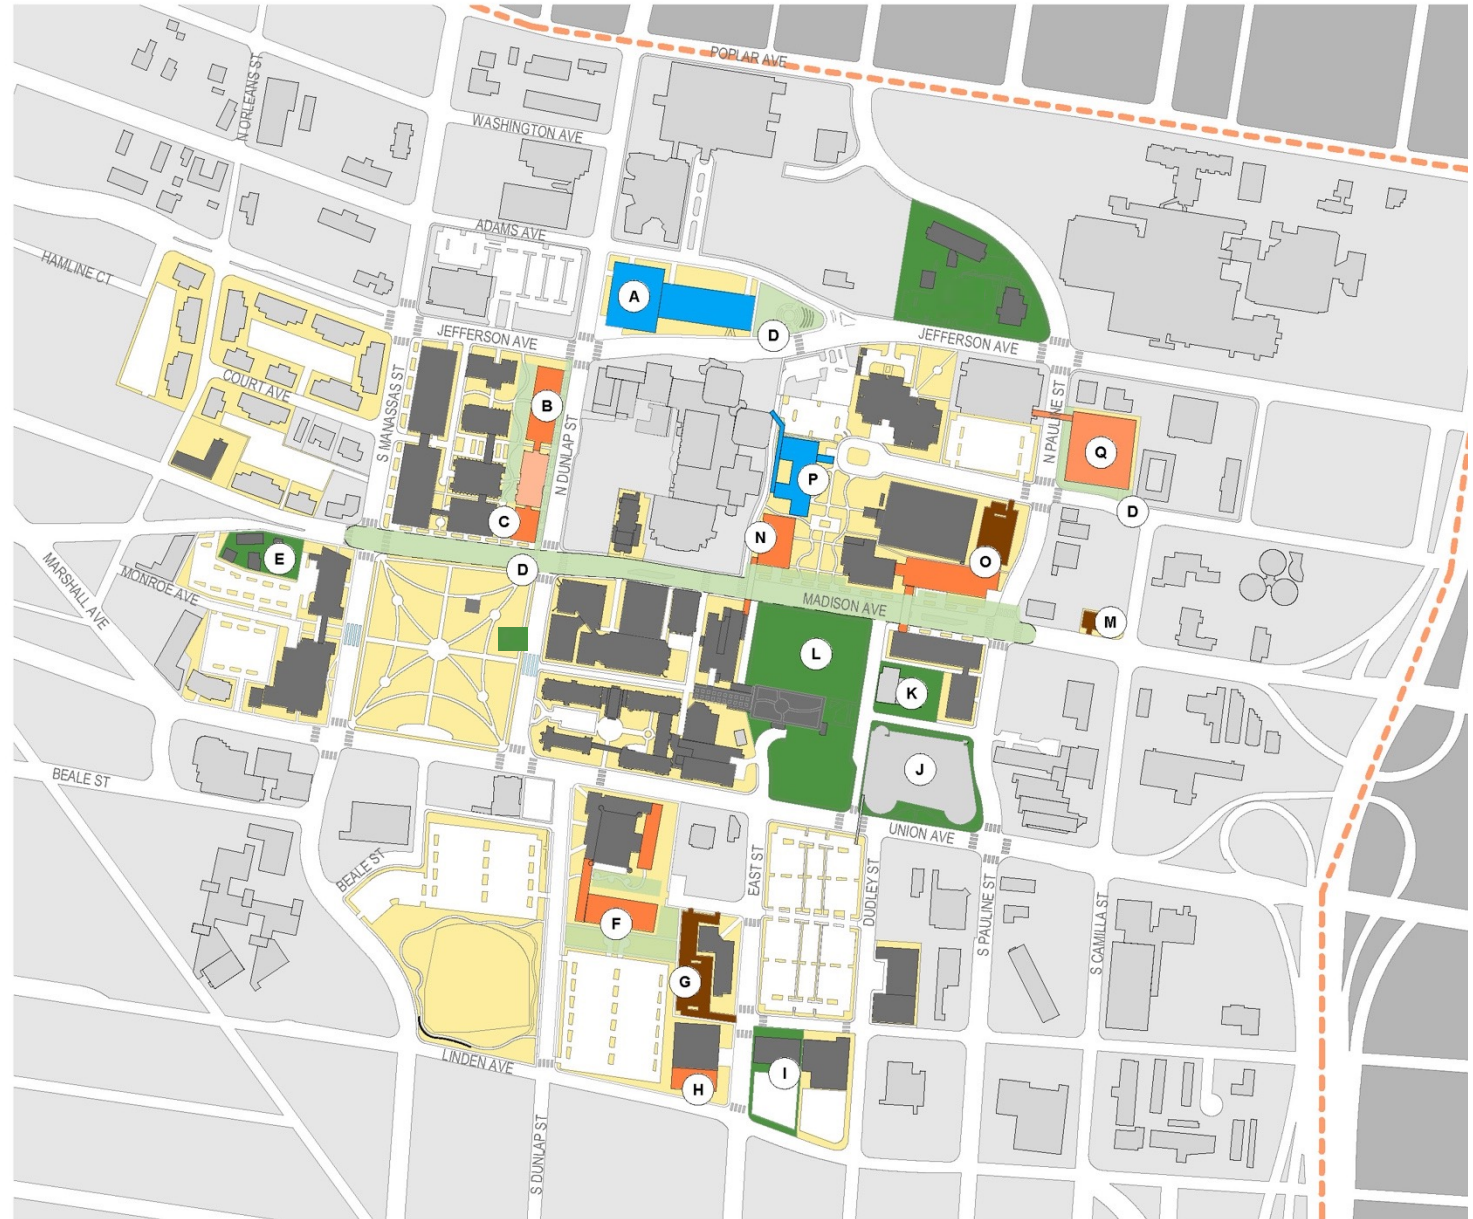 POPLAR AVE
N ORLEANS ST
WASHINGTON AVE
ADAMS AVE
HAMLINE CT
A
D
JEFFERSON AVE
JEFFERSON AVE
COURT AVE
S MANASSAS ST
B
N DUNLAP ST
N PAULINE ST
Q
P
C
N
D
E
D
O
MARSHALL AVE
MONROE AVE
MADISON AVE
M
L
K
J
BEALE ST
UNION AVE
BEALE ST
EAST ST
DUDLEY ST
S PAULINE ST
S CAMILLA ST
F
G
LINDEN AVE
H
I
S DUNLAP ST